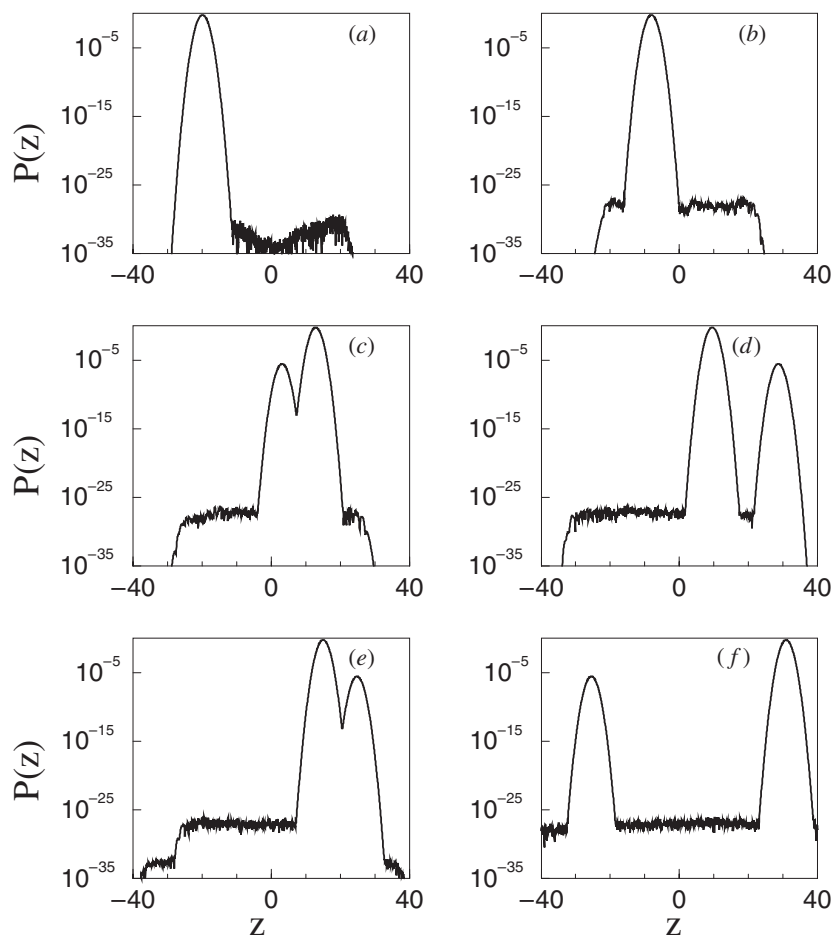 (a)
10⁻⁵
10⁻¹⁵
10⁻²⁵
10⁻³⁵
P(z)
−40 0 40
(b)
10⁻⁵
10⁻¹⁵
10⁻²⁵
10⁻³⁵
−40 0 40
(c)
10⁻⁵
10⁻¹⁵
10⁻²⁵
10⁻³⁵
P(z)
−40 0 40
(d)
10⁻⁵
10⁻¹⁵
10⁻²⁵
10⁻³⁵
−40 0 40
(e)
10⁻⁵
10⁻¹⁵
10⁻²⁵
10⁻³⁵
P(z)
−40 0 40
z
(f)
10⁻⁵
10⁻¹⁵
10⁻²⁵
10⁻³⁵
−40 0 40
z